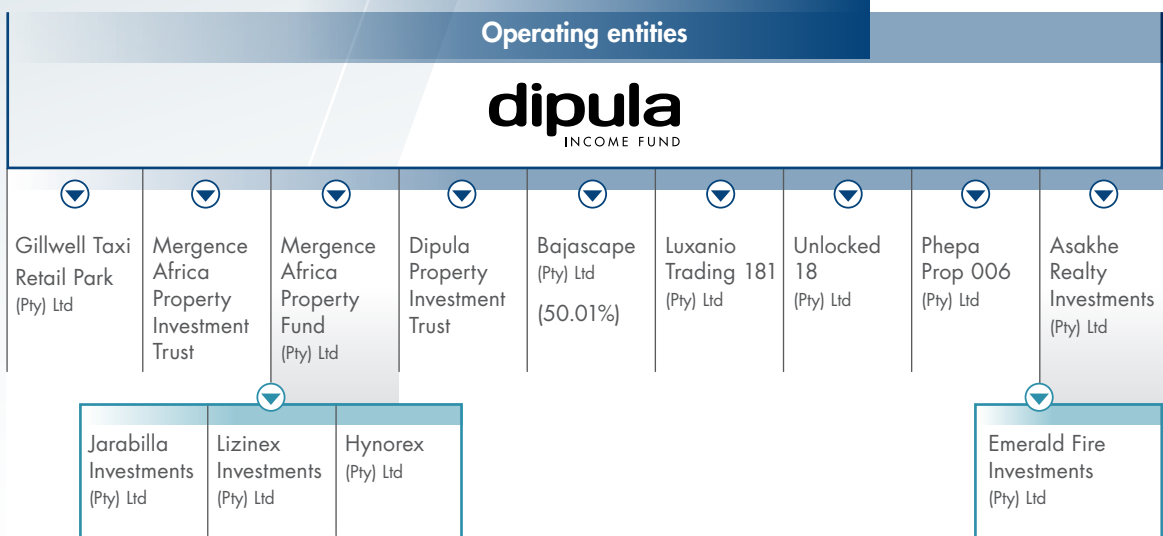 Operating entities
dipula
INCOME FUND
Gillwell Taxi
Retail Park
(Pty) Ltd
Mergence
Africa
Property
Investment
Trust
Mergence
Africa
Property
Fund
(Pty) Ltd
Dipula
Property
Investment
Trust
Bajascape
(Pty) Ltd
(50.01%)
Luxanio
Trading 181
(Pty) Ltd
Unlocked
18
(Pty) Ltd
Phepa
Prop 006
(Pty) Ltd
Asakhe
Realty
Investments
(Pty) Ltd
Jarabilla
Investments
(Pty) Ltd
Lizinex
Investments
(Pty) Ltd
Hynorex
(Pty) Ltd
Emerald Fire
Investments
(Pty) Ltd